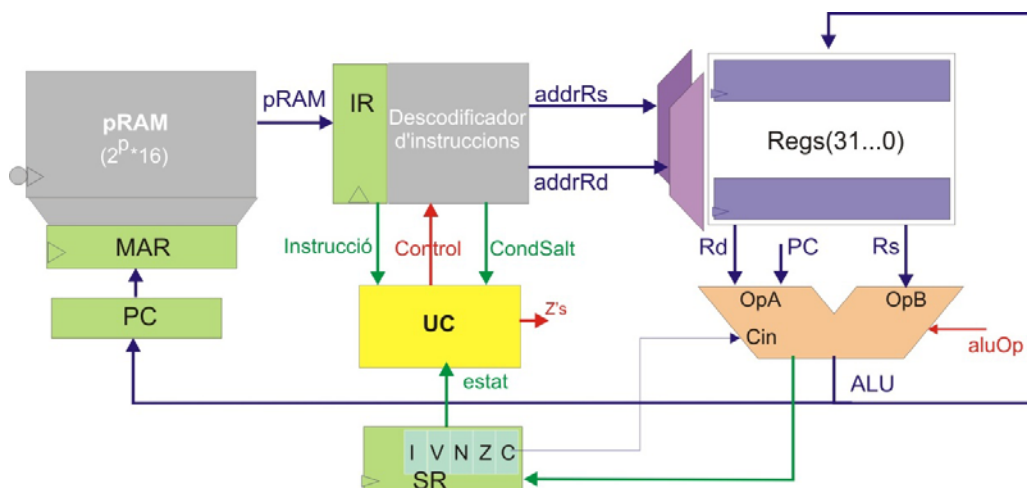 pRAM
(2^p*16)
MAR
PC
pRAM
IR
Descodificador
d'instruccions
addrRs
addrRd
Regs(31...0)
Instrucció
Control
CondSalt
Rd
PC
Rs
UC
Z's
OpA
OpB
Cin
aluOp
estat
ALU
I V N Z C
SR